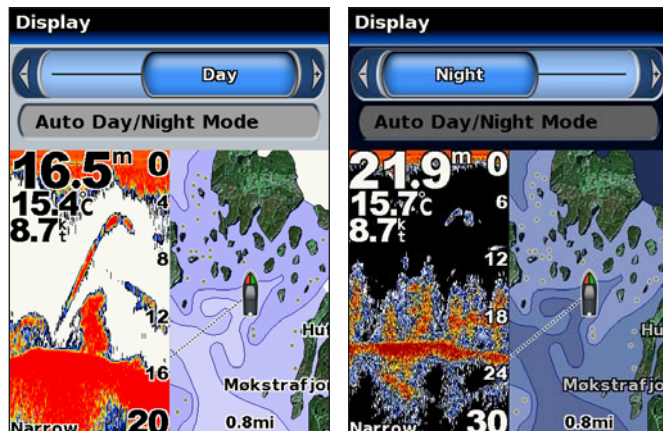 Display
Day
Auto Day/Night Mode
16.5 m
15.4°C
8.7 kt
0
4
8
12
16
20
Narrow
Huf
Møkstrafjo
0.8mi
Display
Night
Auto Day/Night Mode
21.9 m
15.7°C
8.7 kt
0
6
12
18
24
30
Narrow
Hu
Møkstrafjo
0.8mi